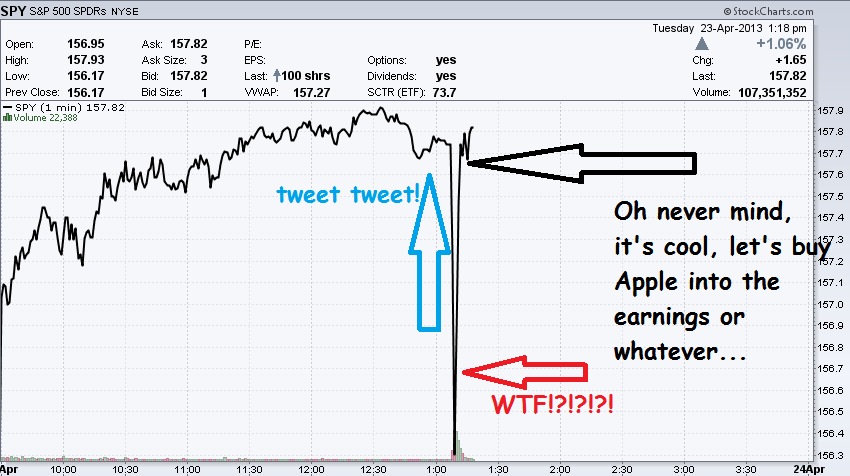 SPY S&P 500 SPDRs NYSE © StockCharts.com
Tuesday 23-Apr-2013 1:18 pm
Open: 156.95 Ask: 157.82 P/E: ▲ +1.06%
High: 157.93 Ask Size: 3 EPS: Options: yes Chg: +1.65
Low: 156.17 Bid: 157.82 Last: 100 shrs Dividends: yes Last: 157.82
Prev Close: 156.17 Bid Size: 1 VWAP: 157.27 SCTR (ETF): 73.7 Volume: 107,351,352
SPY (1 min) 157.82
Volume 22,388
157.9
157.8
157.7
157.6
tweet tweet!
157.4
Oh never mind,
157.3
it's cool, let's buy
157.2
157.1
Apple into the
157.0
earnings or
156.9
156.8
whatever...
156.7
156.6
WTF!?!?!?!
156.5
156.4
156.3
Apr 10:00 10:30 11:00 11:30 12:00 12:30 1:00 1:30 2:00 2:30 3:00 3:30 24Apr